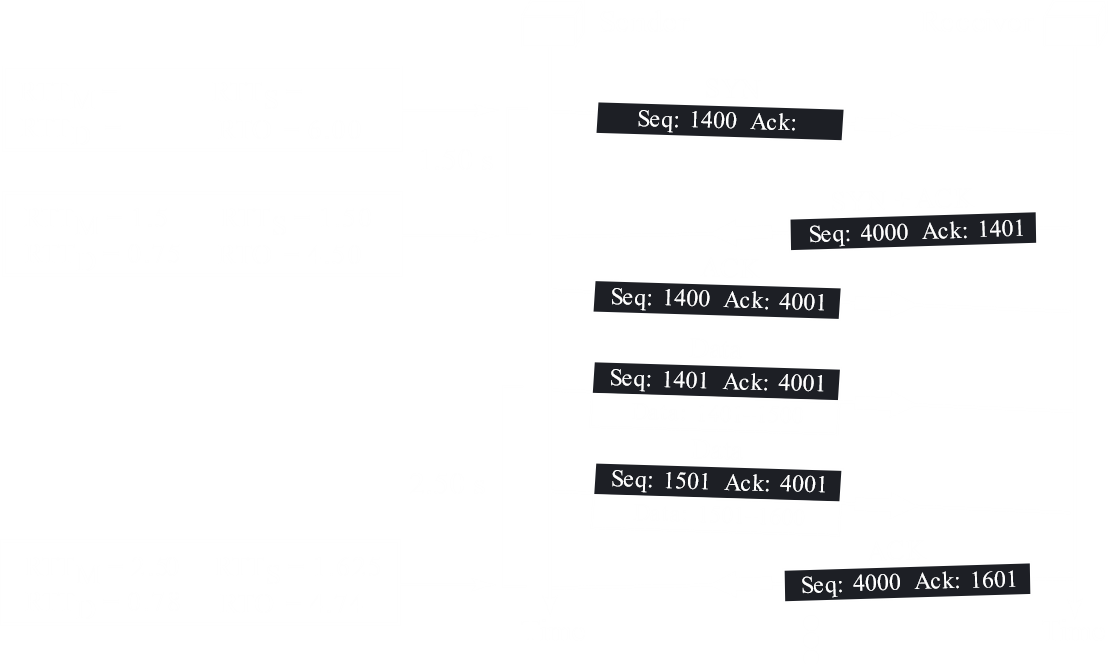 Seq: 1400 Ack:
Seq: 4000 Ack: 1401
Seq: 1400 Ack: 4001
Seq: 1401 Ack: 4001
Seq: 1501 Ack: 4001
Seq: 4000 Ack: 1601